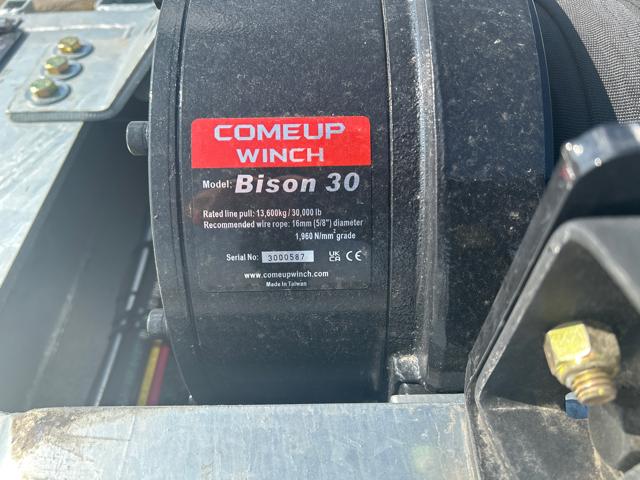 COMEUP
WINCH
Model: Bison 30
Rated line pull: 13,600kg / 30,000 lb
Recommended wire rope: 16mm (5/8") diameter
1,960 N/mm² grade
Serial No: 3000587 UK CA CE
www.comeupwinch.com
Made In Taiwan